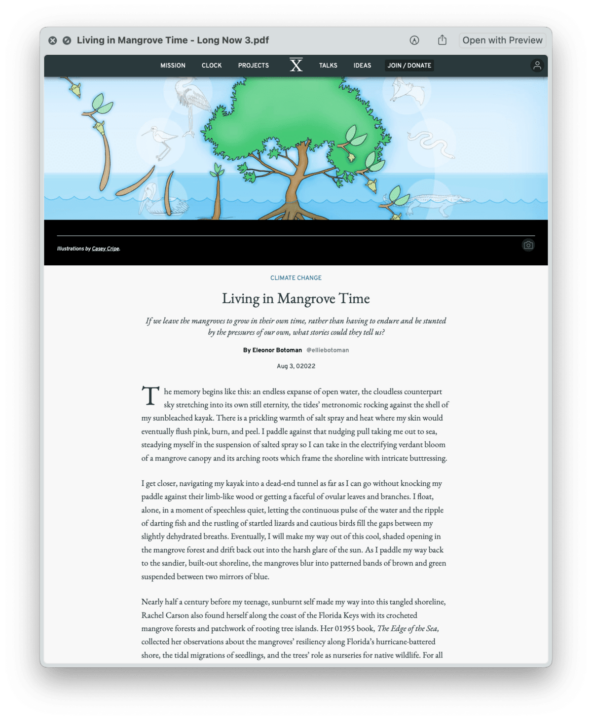 Living in Mangrove Time - Long Now 3.pdf
Open with Preview
MISSION CLOCK PROJECTS X TALKS IDEAS JOIN / DONATE
Illustrations by Casey Cripe.
CLIMATE CHANGE
Living in Mangrove Time
If we leave the mangroves to grow in their own time, rather than having to endure and be stunted
by the pressures of our own, what stories could they tell us?
By Eleonor Botoman @elliebotoman
Aug 3, 02022
The memory begins like this: an endless expanse of open water, the cloudless counterpart
sky stretching into its own still eternity, the tides' metronomic rocking against the shell of
my sunbleached kayak. There is a prickling warmth of salt spray and heat where my skin would
eventually flush pink, burn, and peel. I paddle against that nudging pull taking me out to sea,
steadying myself in the suspension of salted spray so I can take in the electrifying verdant bloom
of a mangrove canopy and its arching roots which frame the shoreline with intricate buttressing.
I get closer, navigating my kayak into a dead-end tunnel as far as I can go without knocking my
paddle against their limb-like wood or getting a faceful of ovular leaves and branches. I float,
alone, in a moment of speechless quiet, letting the continuous pulse of the water and the ripple
of darting fish and the rustling of startled lizards and cautious birds fill the gaps between my
slightly dehydrated breaths. Eventually, I will make my way out of this cool, shaded opening in
the mangrove forest and drift back out into the harsh glare of the sun. As I paddle my way back
to the sandier, built-out shoreline, the mangroves blur into patterned bands of brown and green
suspended between two mirrors of blue.
Nearly half a century before my teenage, sunburnt self made my way into this tangled shoreline,
Rachel Carson also found herself along the coast of the Florida Keys with its crocheted
mangrove forests and patchwork of rooting tree islands. Her 01955 book, The Edge of the Sea,
collected her observations about the mangroves' resiliency along Florida's hurricane-battered
shore, the tidal migrations of seedlings, and the trees' role as nurseries for native wildlife. For all